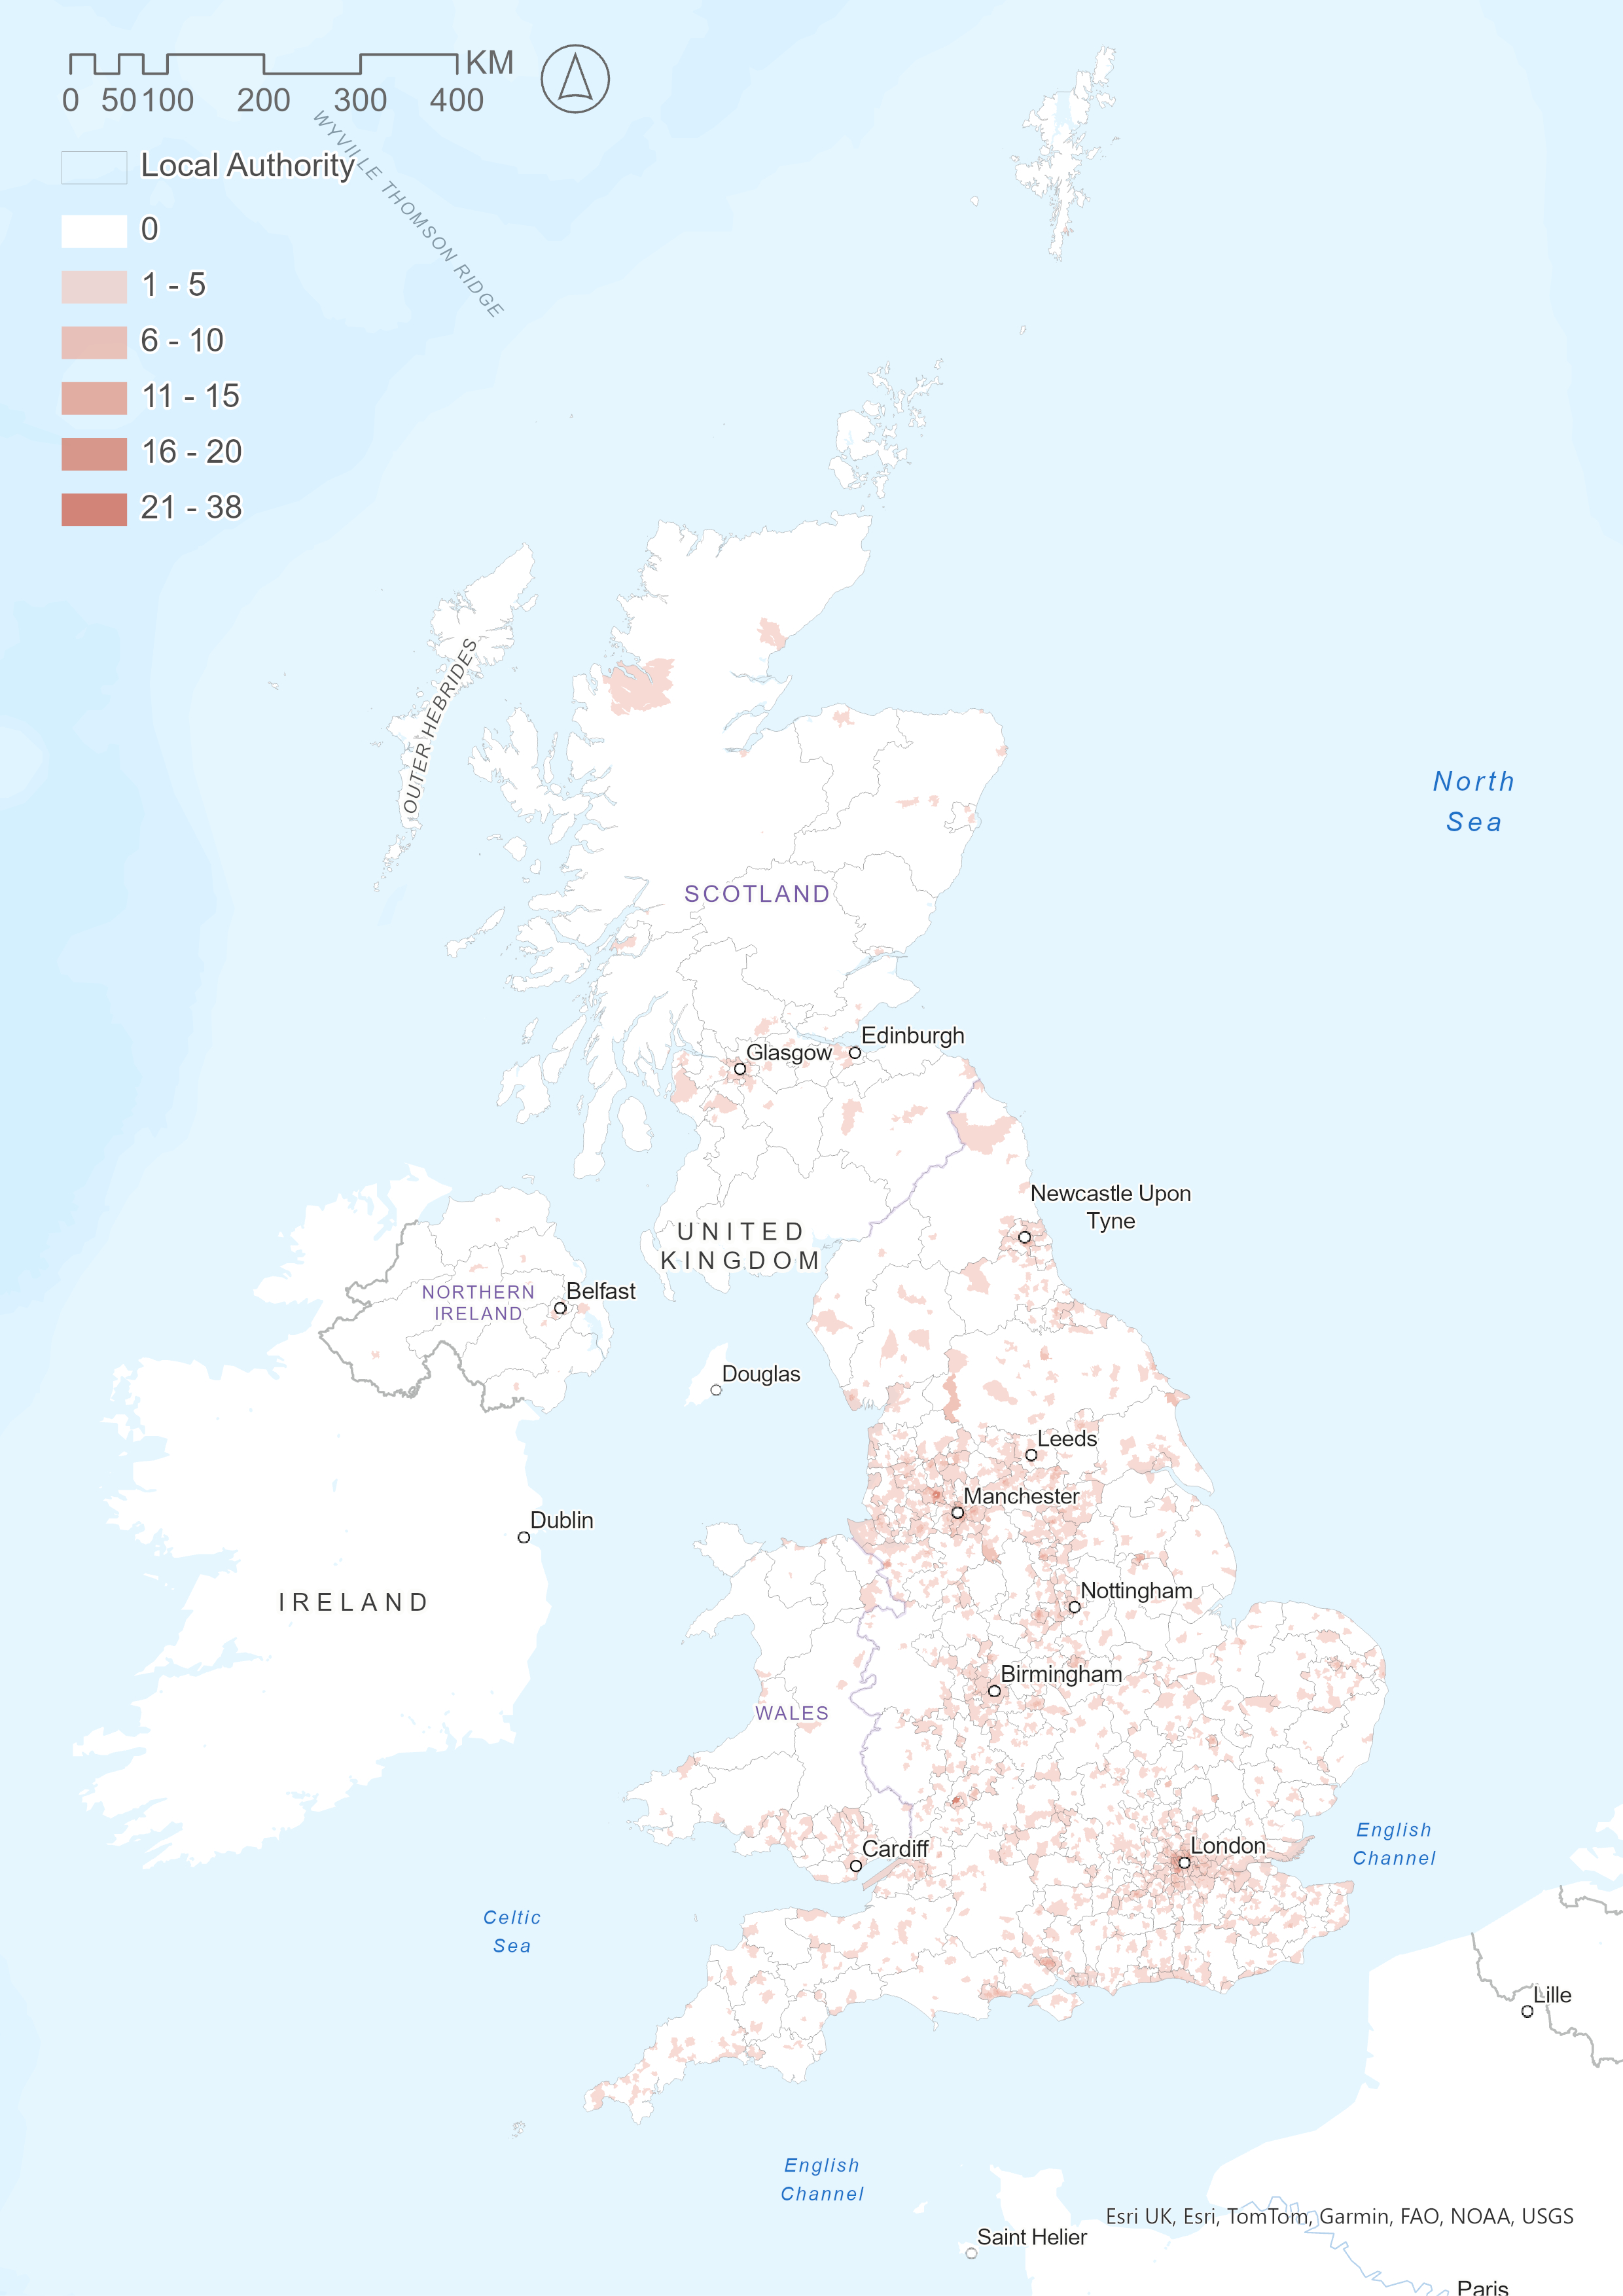 KM
0 50 100 200 300 400
Local Authority
0
1 - 5
6 - 10
11 - 15
16 - 20
21 - 38
WYVILLE THOMSON RIDGE
OUTER HEBRIDES
North
Sea
SCOTLAND
Edinburgh
Glasgow
Newcastle Upon
Tyne
UNITED
KINGDOM
NORTHERN
IRELAND
Belfast
Douglas
Leeds
Manchester
Dublin
IRELAND
Nottingham
Birmingham
WALES
Cardiff
London
English
Channel
Celtic
Sea
Lille
English
Channel
Esri UK, Esri, TomTom, Garmin, FAO, NOAA, USGS
Saint Helier
Paris